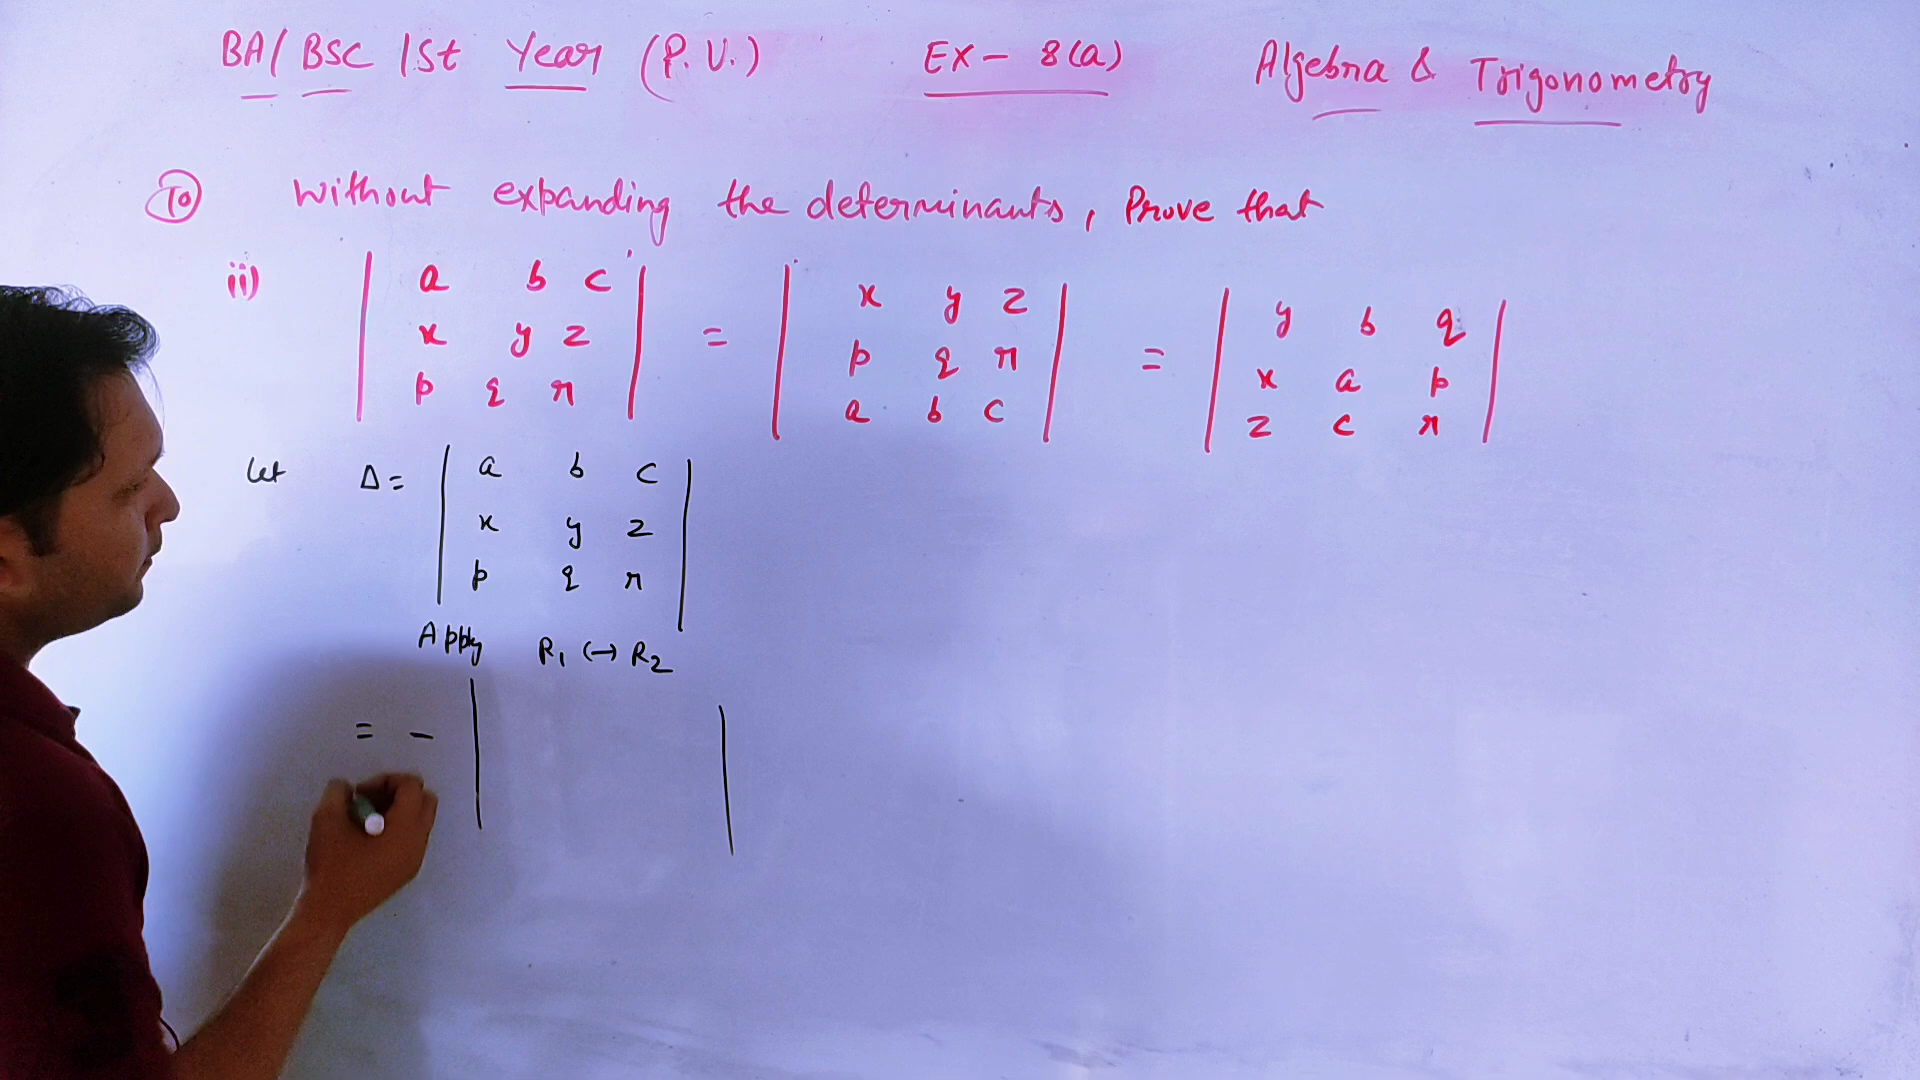 BA/ BSC 1St Year (P.U.) EX- 8(a) Algebra & Trigonometry
10 Without expanding the determinants, Prove that
ii) | a b c | = | x y z | = | y b q |
| x y z | | p q r | | x a p |
| p q r | | a b c | | z c r |
Let Δ = | a b c |
| x y z |
| p q r |
Apply R1 ↔ R2
= - | |